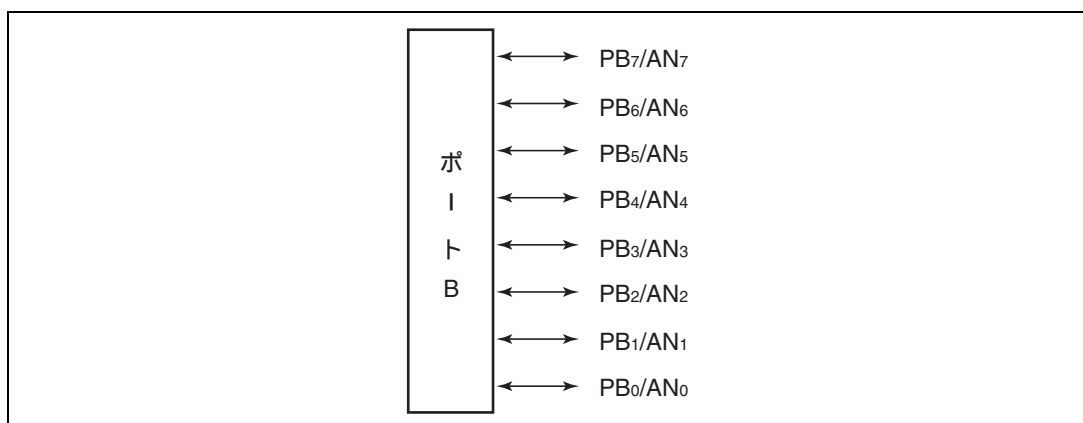 ポートB
PB7/AN7
PB6/AN6
PB5/AN5
PB4/AN4
PB3/AN3
PB2/AN2
PB1/AN1
PB0/AN0